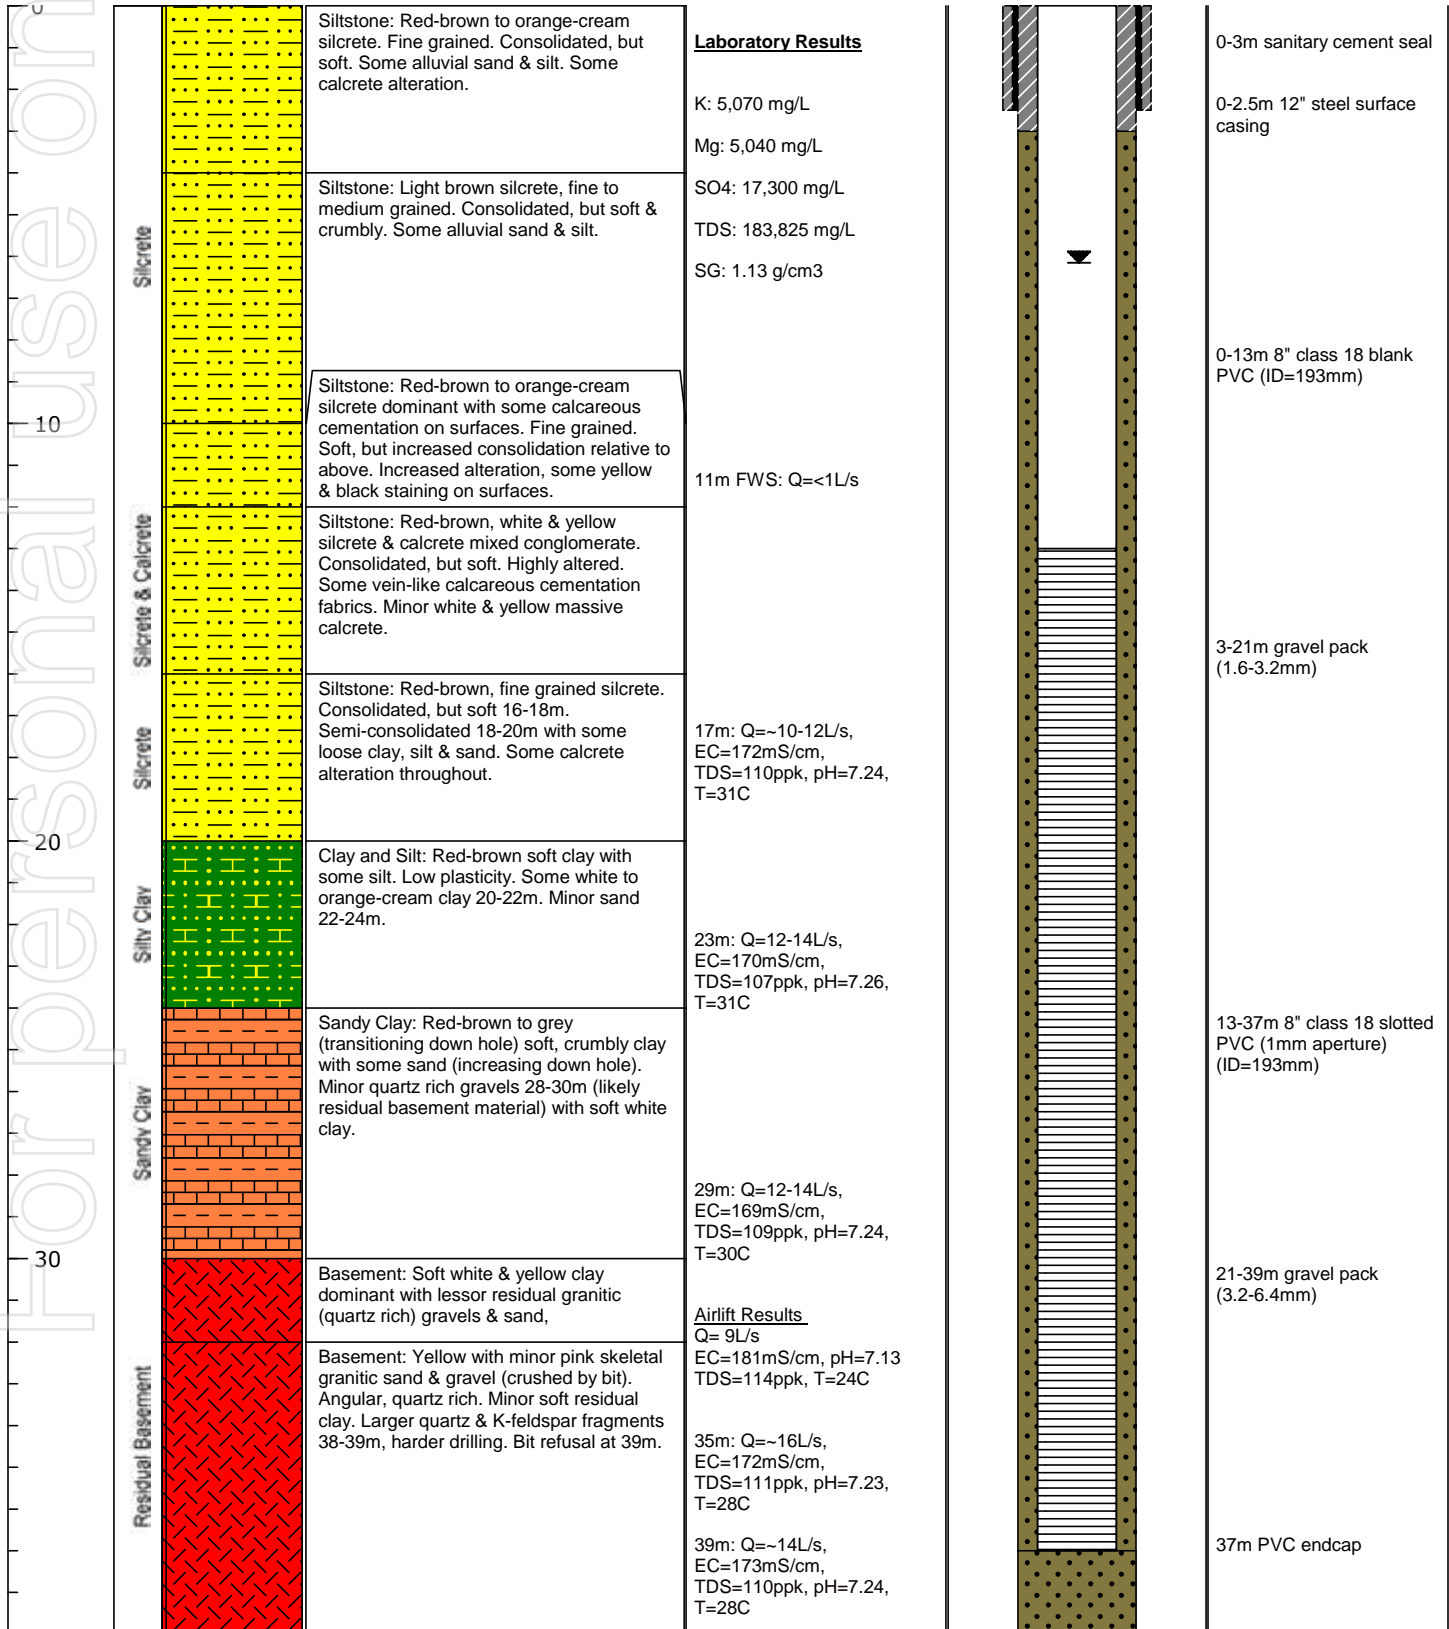 For personal use on
0
10
20
30
Silcrete
Silcrete & Calcrete
Silcrete
Silty Clay
Sandy Clay
Residual Basement
Siltstone: Red-brown to orange-cream
silcrete. Fine grained. Consolidated, but
soft. Some alluvial sand & silt. Some
calcrete alteration.
Siltstone: Light brown silcrete, fine to
medium grained. Consolidated, but soft &
crumbly. Some alluvial sand & silt.
Siltstone: Red-brown to orange-cream
silcrete dominant with some calcareous
cementation on surfaces. Fine grained.
Soft, but increased consolidation relative to
above. Increased alteration, some yellow
& black staining on surfaces.
Siltstone: Red-brown, white & yellow
silcrete & calcrete mixed conglomerate.
Consolidated, but soft. Highly altered.
Some vein-like calcareous cementation
fabrics. Minor white & yellow massive
calcrete.
Siltstone: Red-brown, fine grained silcrete.
Consolidated, but soft 16-18m.
Semi-consolidated 18-20m with some
loose clay, silt & sand. Some calcrete
alteration throughout.
Clay and Silt: Red-brown soft clay with
some silt. Low plasticity. Some white to
orange-cream clay 20-22m. Minor sand
22-24m.
Sandy Clay: Red-brown to grey
(transitioning down hole) soft, crumbly clay
with some sand (increasing down hole).
Minor quartz rich gravels 28-30m (likely
residual basement material) with soft white
clay.
Basement: Soft white & yellow clay
dominant with lessor residual granitic
(quartz rich) gravels & sand,
Basement: Yellow with minor pink skeletal
granitic sand & gravel (crushed by bit).
Angular, quartz rich. Minor soft residual
clay. Larger quartz & K-feldspar fragments
38-39m, harder drilling. Bit refusal at 39m.
Laboratory Results
K: 5,070 mg/L
Mg: 5,040 mg/L
SO4: 17,300 mg/L
TDS: 183,825 mg/L
SG: 1.13 g/cm3
11m FWS: Q=<1L/s
17m: Q=~10-12L/s,
EC=172mS/cm,
TDS=110ppk, pH=7.24,
T=31C
23m: Q=12-14L/s,
EC=170mS/cm,
TDS=107ppk, pH=7.26,
T=31C
29m: Q=12-14L/s,
EC=169mS/cm,
TDS=109ppk, pH=7.24,
T=30C
Airlift Results
Q= 9L/s
EC=181mS/cm, pH=7.13
TDS=114ppk, T=24C
35m: Q=~16L/s,
EC=172mS/cm,
TDS=111ppk, pH=7.23,
T=28C
39m: Q=~14L/s,
EC=173mS/cm,
TDS=110ppk, pH=7.24,
T=28C
0-3m sanitary cement seal
0-2.5m 12" steel surface
casing
0-13m 8" class 18 blank
PVC (ID=193mm)
3-21m gravel pack
(1.6-3.2mm)
13-37m 8" class 18 slotted
PVC (1mm aperture)
(ID=193mm)
21-39m gravel pack
(3.2-6.4mm)
37m PVC endcap